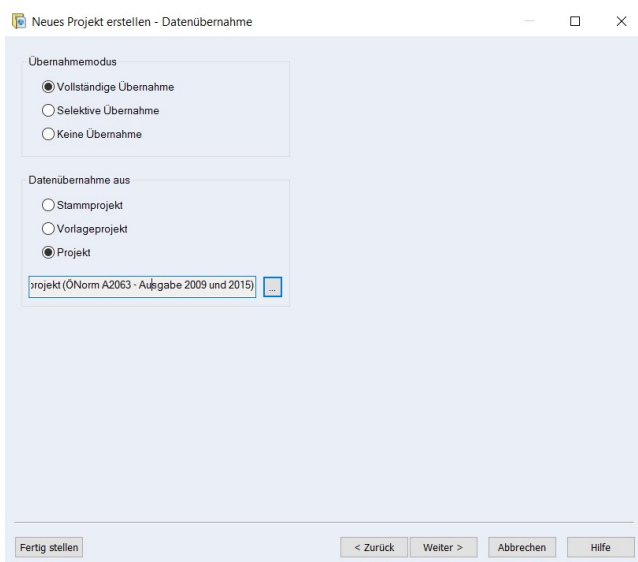 Neues Projekt erstellen - Datenübernahme
Übernahmemodus
Vollständige Übernahme
Selektive Übernahme
Keine Übernahme
Datenübernahme aus
Stammprojekt
Vorlageprojekt
Projekt
projekt (ÖNorm A2063 - Ausgabe 2009 und 2015) ...
Fertig stellen < Zurück Weiter > Abbrechen Hilfe